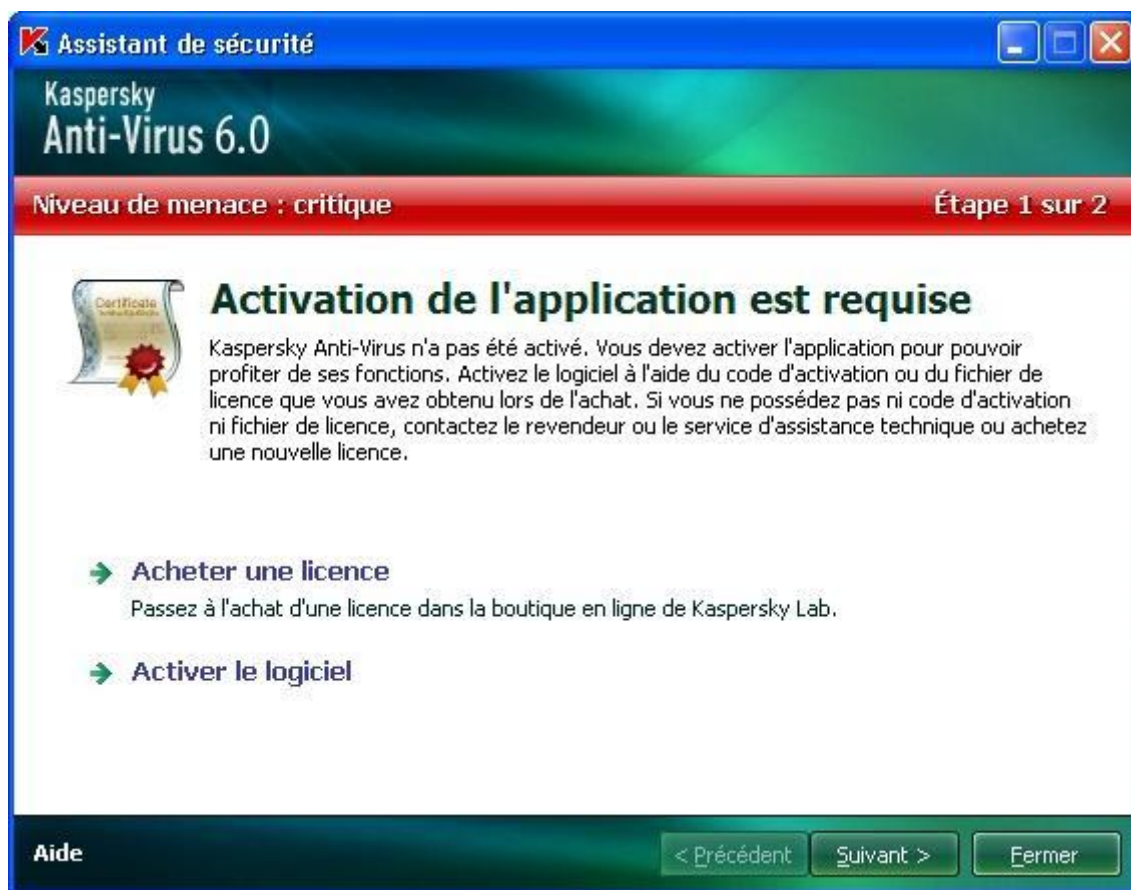 Assistant de sécurité
Kaspersky
Anti-Virus 6.0
Niveau de menace : critique
Étape 1 sur 2
Certificate
Activation de l'application est requise
Kaspersky Anti-Virus n'a pas été activé. Vous devez activer l'application pour pouvoir
profiter de ses fonctions. Activez le logiciel à l'aide du code d'activation ou du fichier de
licence que vous avez obtenu lors de l'achat. Si vous ne possédez pas ni code d'activation
ni fichier de licence, contactez le revendeur ou le service d'assistance technique ou achetez
une nouvelle licence.
Acheter une licence
Passez à l'achat d'une licence dans la boutique en ligne de Kaspersky Lab.
Activer le logiciel
Aide
< Précédent
Suivant >
Fermer